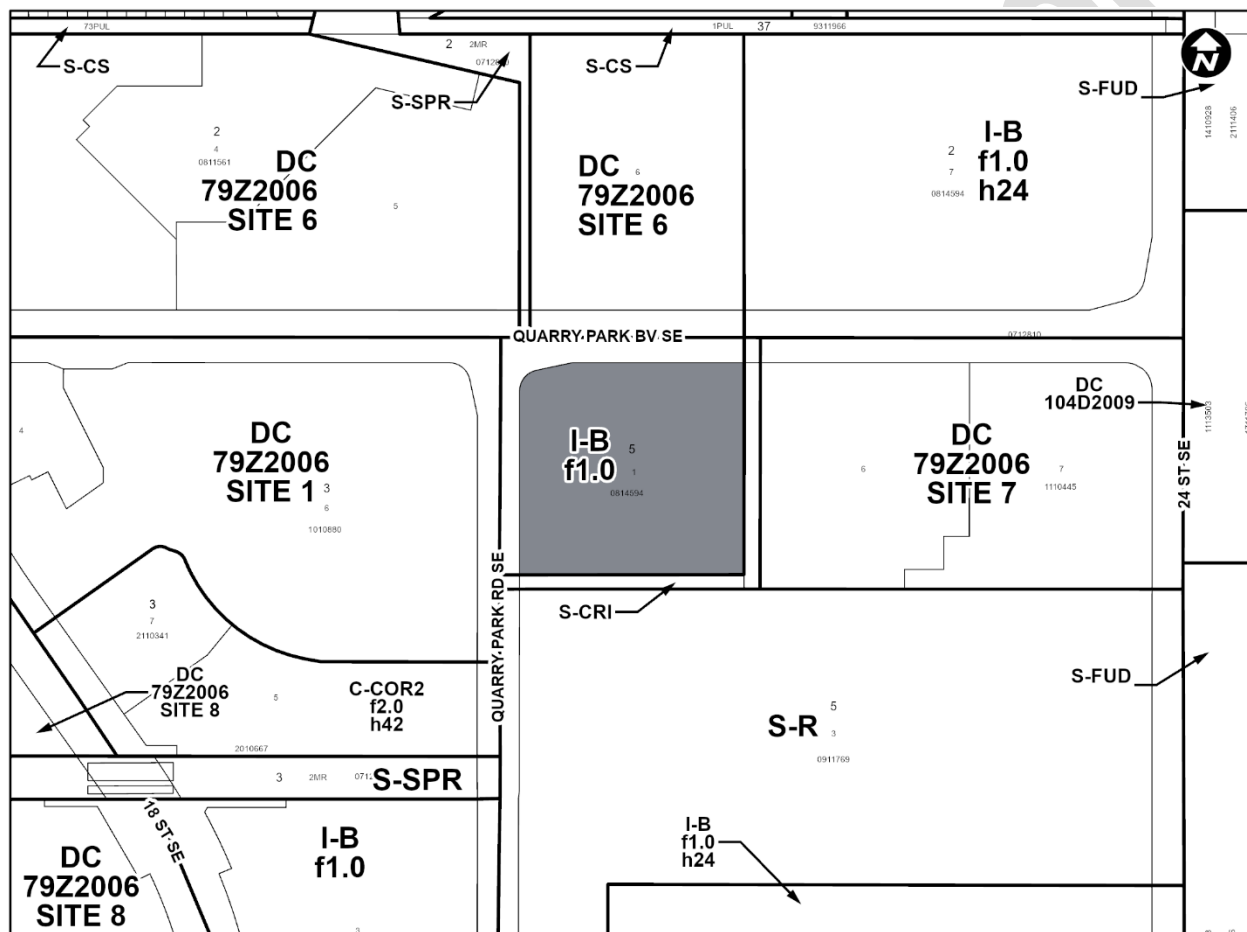 73PUL
1PUL
37
9311966
N
S-CS
2
2MR
S-CS
S-SPR
S-FUD
1410928
2111406
2
4
0811561
DC
79Z2006
SITE 6
5
DC
79Z2006
SITE 6
6
I-B
f1.0
h24
2
7
0814594
QUARRY PARK BV SE
0712810
4
DC
79Z2006
SITE 1
3
6
1010880
I-B
f1.0
5
1
0814594
DC
79Z2006
SITE 7
6
7
1110445
DC
104D2009
1113503
24 ST SE
S-CRI
QUARRY PARK RD SE
3
7
2110341
DC
79Z2006
SITE 8
5
C-COR2
f2.0
h42
2010667
S-R
5
3
0911769
S-FUD
3
2MR
S-SPR
18 ST SE
DC
79Z2006
SITE 8
I-B
f1.0
I-B
f1.0
h24